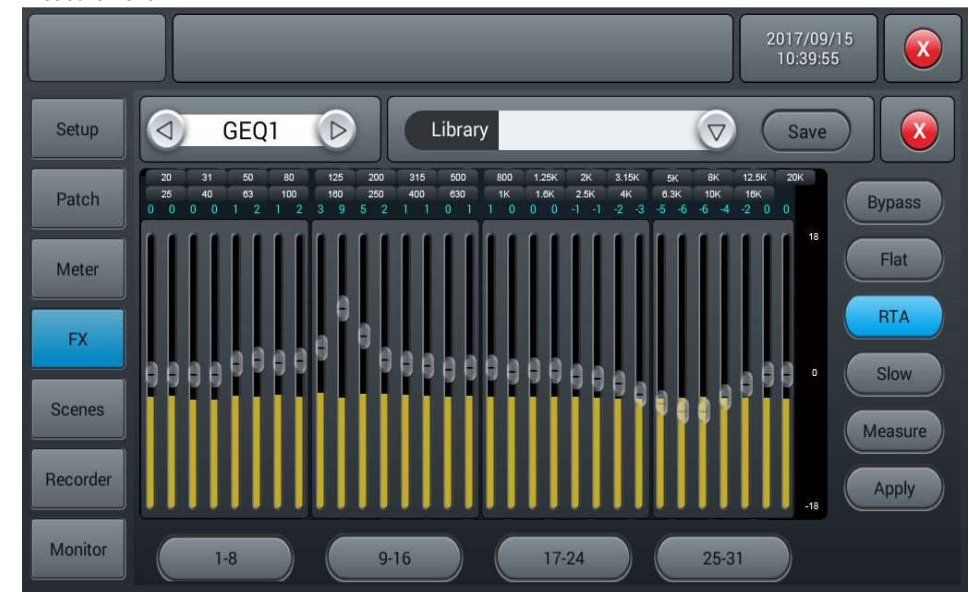 2017/09/15
10:39:55
X
Setup
Patch
Meter
FX
Scenes
Recorder
Monitor
GEQ1
Library
Save
X
20 31 50 80 125 200 315 500 800 1.25K 2K 3.15K 5K 8K 12.5K 20K
25 40 63 100 160 250 400 630 1K 1.6K 2.5K 4K 6.3K 10K 16K
0 0 0 0 1 2 1 2 3 9 5 2 1 1 0 1 1 0 0 0 -1 -1 -2 -3 -5 -6 -6 -4 -2 0 0
18
0
-18
Bypass
Flat
RTA
Slow
Measure
Apply
1-8
9-16
17-24
25-31